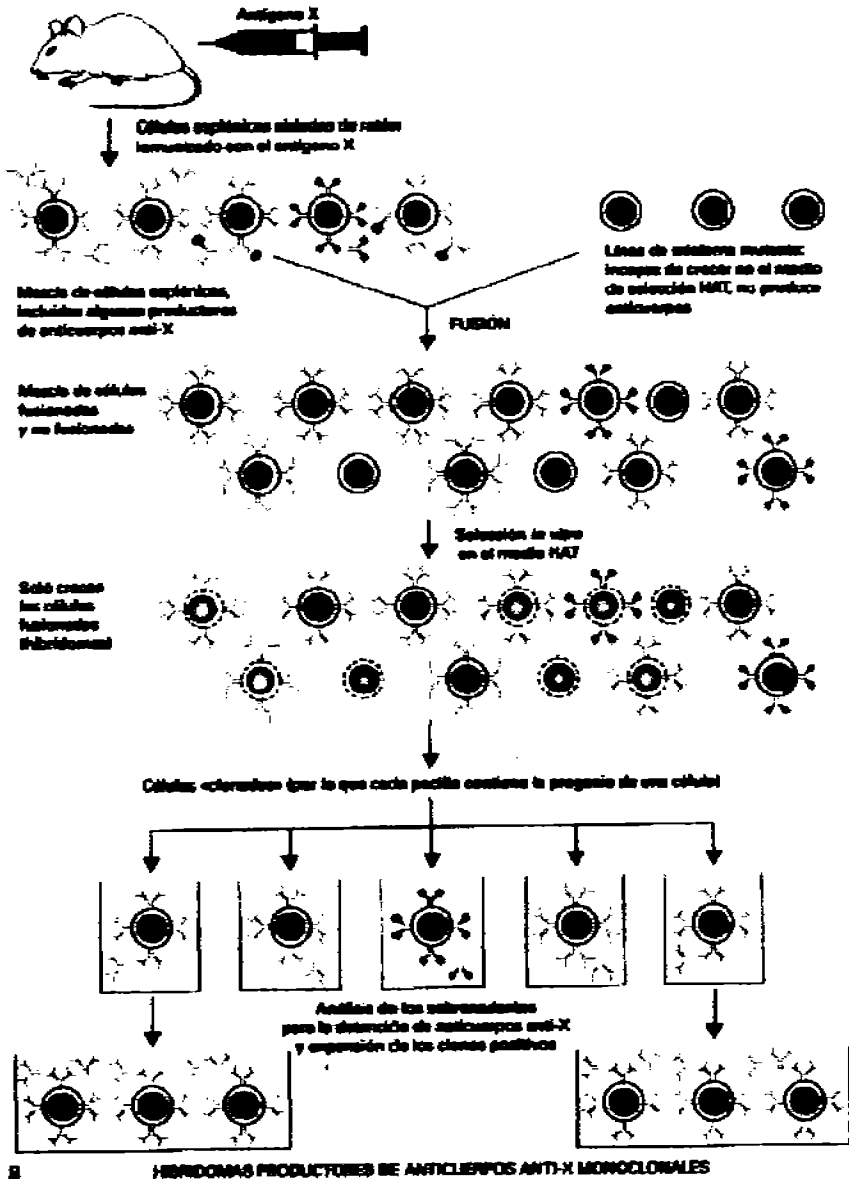 Antígeno X
Células esplénicas aisladas de ratón
inmunizado con el antígeno X
Mezcla de células esplénicas,
incluidas algunas productoras
de anticuerpos anti-X
Línea de mieloma mutante:
incapaz de crecer en el medio
de selección HAT, no produce
anticuerpos
FUSIÓN
Mezcla de células
fusionadas
y no fusionadas
Selección in vitro
en el medio HAT
Sólo crecen
las células
fusionadas
(hibridomas)
Células «clonadas» (por lo que cada pocillo contiene la progenie de una célula)
Análisis de los sobrenadantes
para la detención de anticuerpos anti-X
y expansión de los clones positivos
HIBRIDOMAS PRODUCTORES DE ANTICUERPOS ANTI-X MONOCLONALES